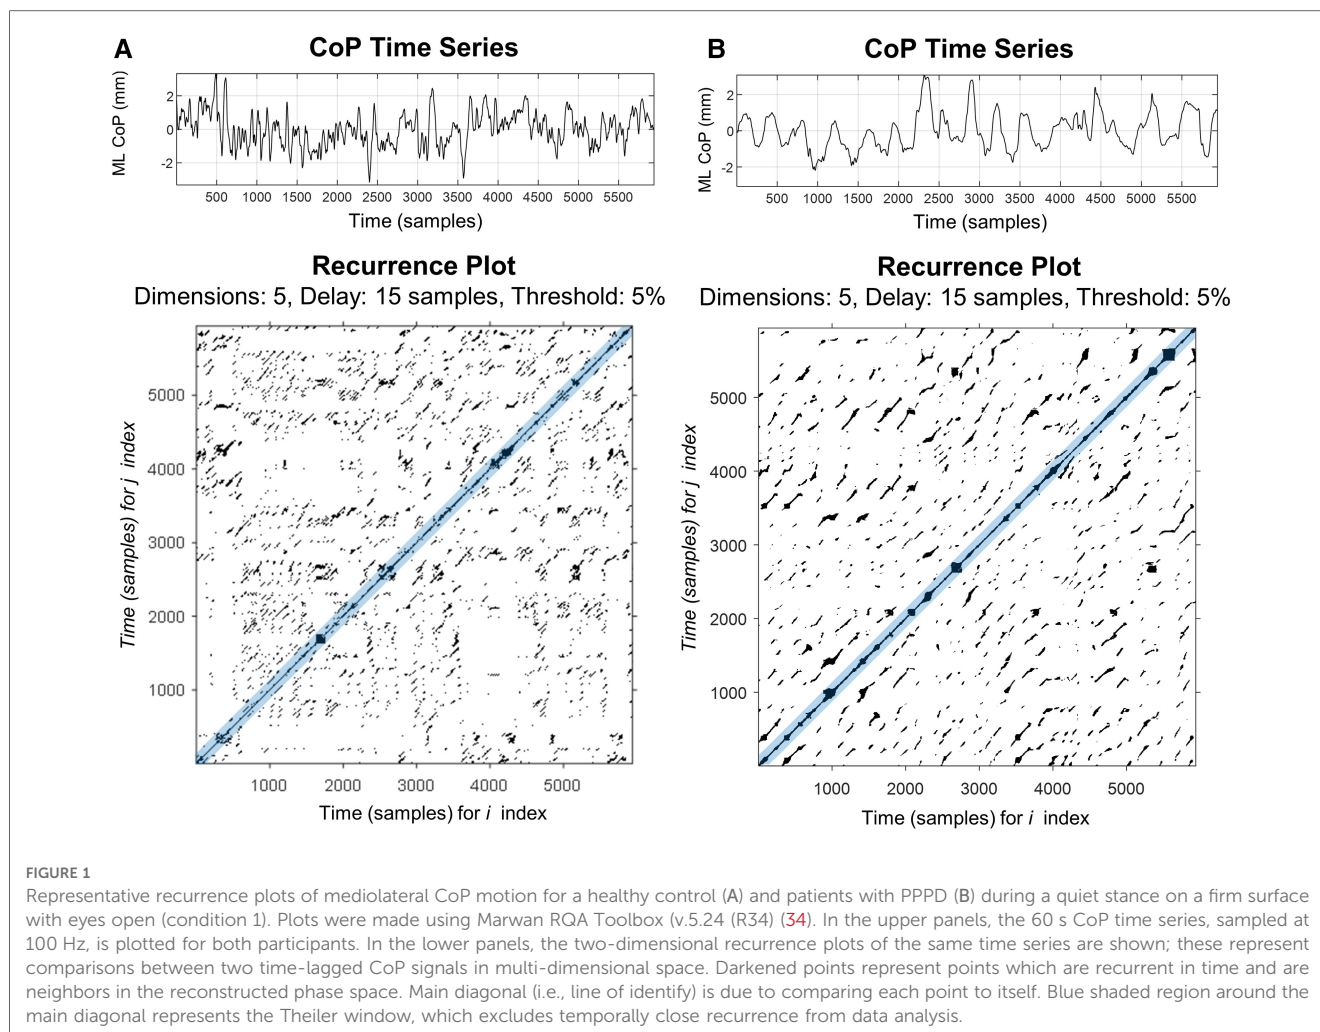 A
CoP Time Series
ML CoP (mm)
2
0
-2
500 1000 1500 2000 2500 3000 3500 4000 4500 5000 5500
Time (samples)
Recurrence Plot
Dimensions: 5, Delay: 15 samples, Threshold: 5%
Time (samples) for j index
5000
4000
3000
2000
1000
1000 2000 3000 4000 5000
Time (samples) for i index
B
CoP Time Series
ML CoP (mm)
2
0
-2
500 1000 1500 2000 2500 3000 3500 4000 4500 5000 5500
Time (samples)
Recurrence Plot
Dimensions: 5, Delay: 15 samples, Threshold: 5%
Time (samples) for j index
5000
4000
3000
2000
1000
1000 2000 3000 4000 5000
Time (samples) for i index
FIGURE 1
Representative recurrence plots of mediolateral CoP motion for a healthy control (A) and patients with PPPD (B) during a quiet stance on a firm surface
with eyes open (condition 1). Plots were made using Marwan RQA Toolbox (v.5.24 (R34) (34). In the upper panels, the 60 s CoP time series, sampled at
100 Hz, is plotted for both participants. In the lower panels, the two-dimensional recurrence plots of the same time series are shown; these represent
comparisons between two time-lagged CoP signals in multi-dimensional space. Darkened points represent points which are recurrent in time and are
neighbors in the reconstructed phase space. Main diagonal (i.e., line of identify) is due to comparing each point to itself. Blue shaded region around the
main diagonal represents the Theiler window, which excludes temporally close recurrence from data analysis.